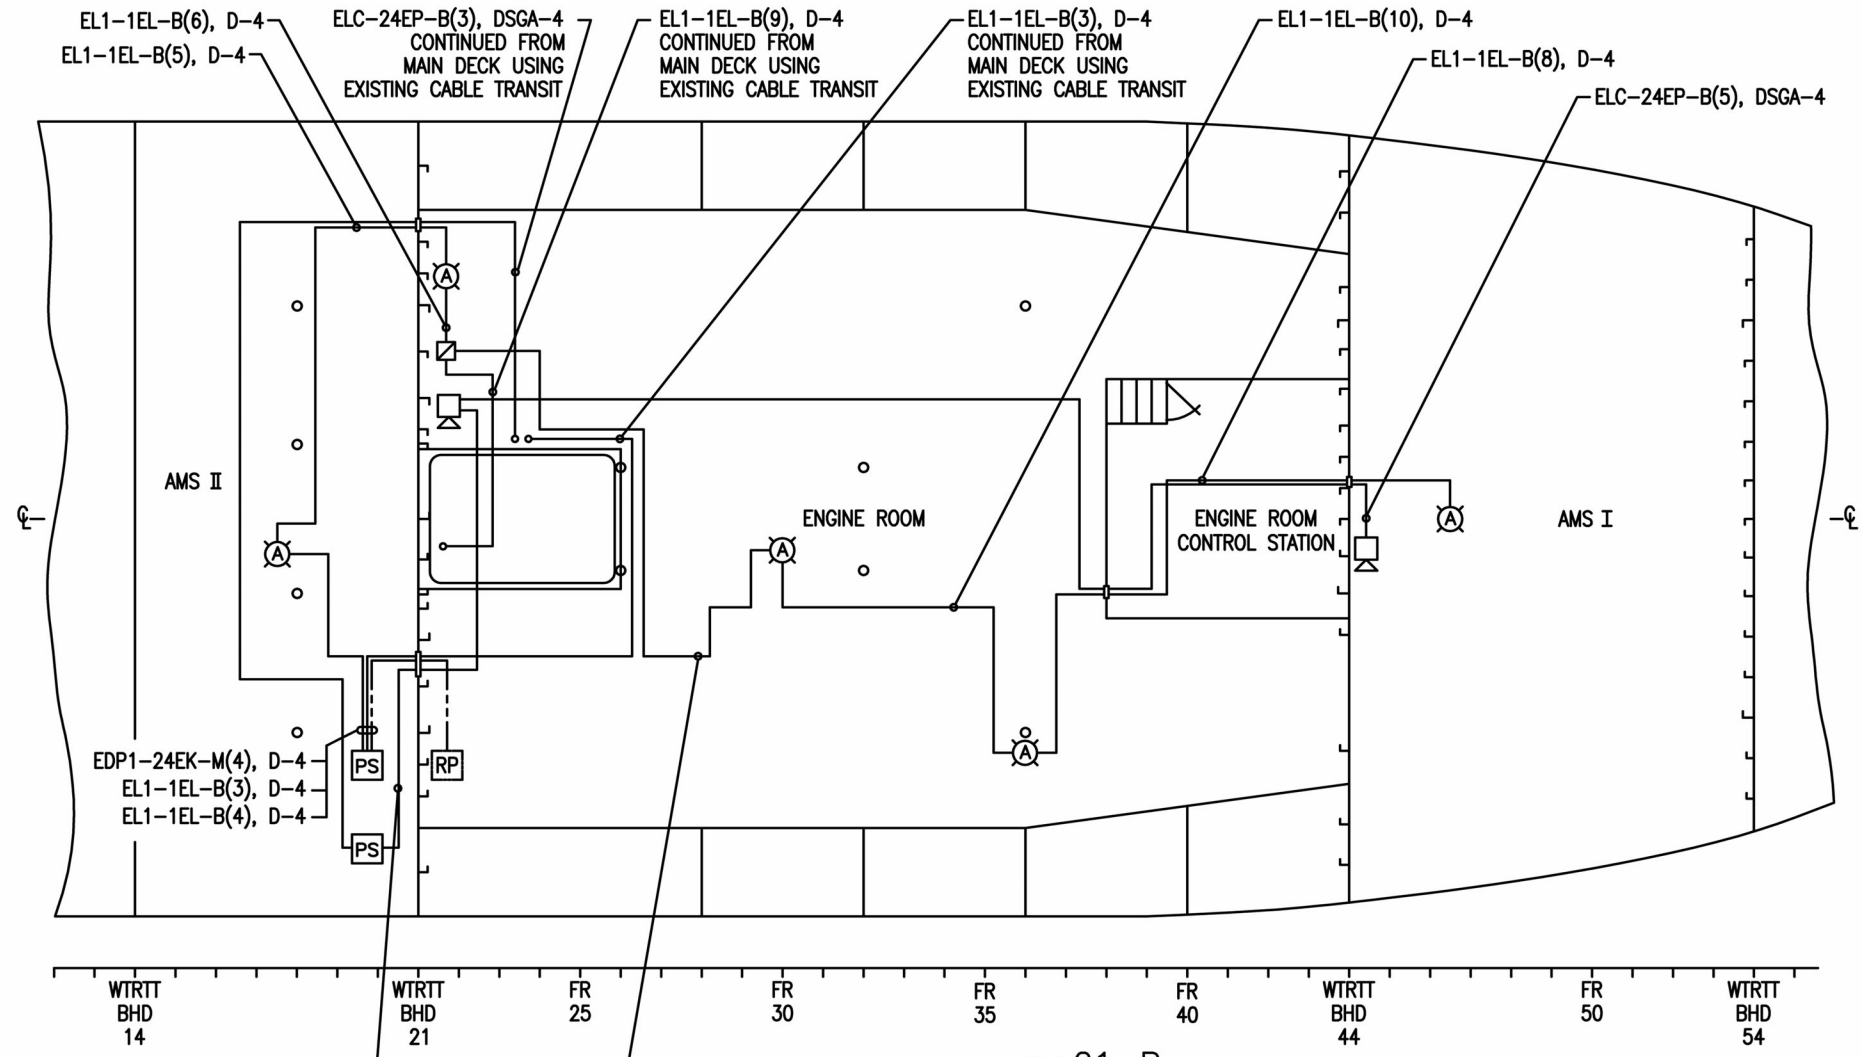 EL1-1EL-B(6), D-4
EL1-1EL-B(5), D-4
ELC-24EP-B(3), DSGA-4
CONTINUED FROM
MAIN DECK USING
EXISTING CABLE TRANSIT
EL1-1EL-B(9), D-4
CONTINUED FROM
MAIN DECK USING
EXISTING CABLE TRANSIT
EL1-1EL-B(3), D-4
CONTINUED FROM
MAIN DECK USING
EXISTING CABLE TRANSIT
EL1-1EL-B(10), D-4
EL1-1EL-B(8), D-4
ELC-24EP-B(5), DSGA-4
A
AMS II
℄
A
ENGINE ROOM
A
A
ENGINE ROOM
CONTROL STATION
A
AMS I
℄
EDP1-24EK-M(4), D-4
EL1-1EL-B(3), D-4
EL1-1EL-B(4), D-4
PS
RP
PS
WTRTT
BHD
14
WTRTT
BHD
21
FR
25
FR
30
FR
35
FR
40
WTRTT
BHD
44
FR
50
WTRTT
BHD
54